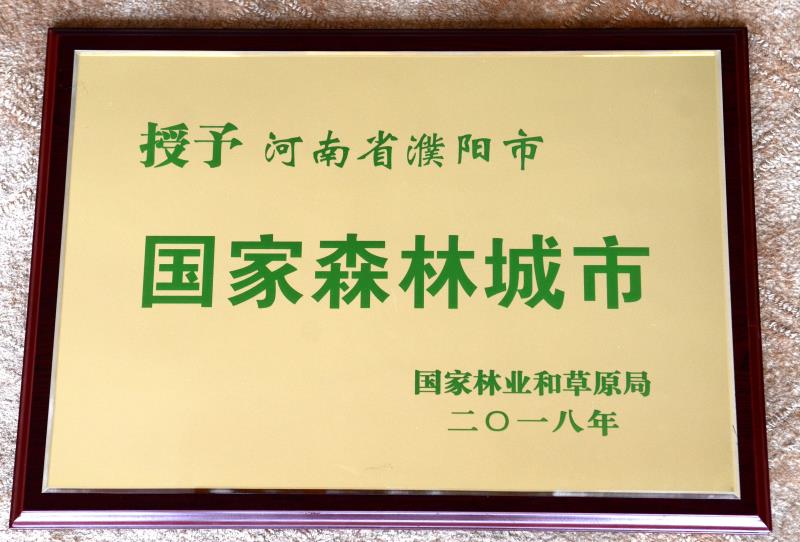 授予 河南省濮阳市
国家森林城市
国家林业和草原局
二〇一八年